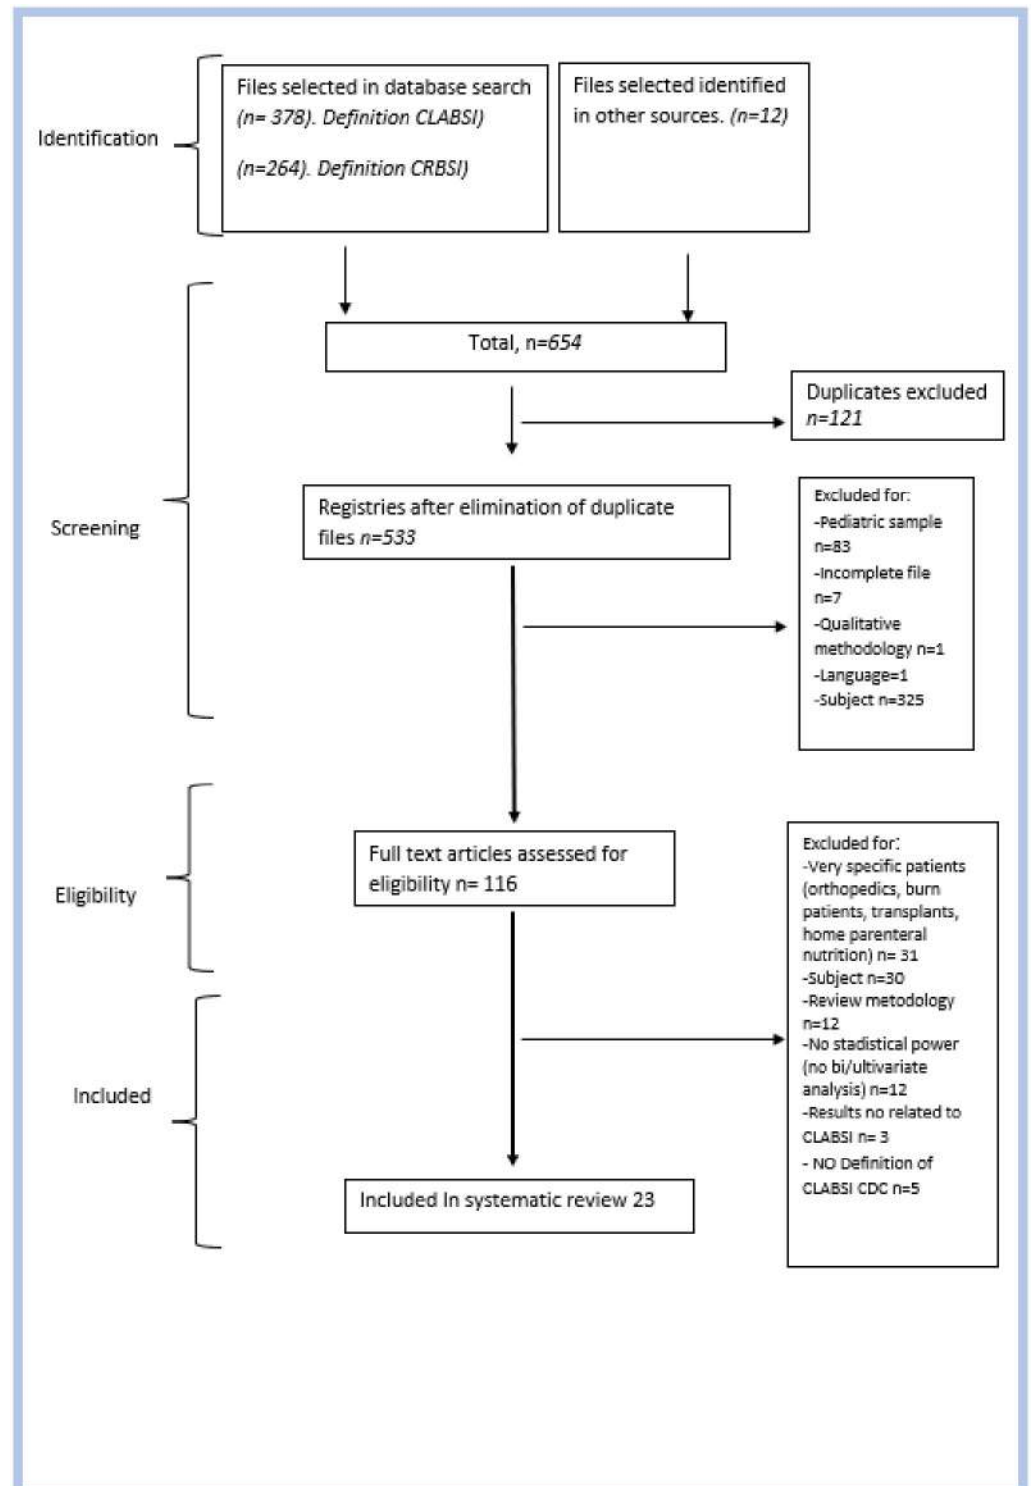 Identification
Files selected in database search
(n= 378). Definition CLABSI)
(n=264). Definition CRBSI)
Files selected identified
in other sources. (n=12)
Screening
Total, n=654
Duplicates excluded
n=121
Registries after elimination of duplicate
files n=533
Excluded for:
-Pediatric sample
n=83
-Incomplete file
n=7
-Qualitative
methodology n=1
-Language=1
-Subject n=325
Eligibility
Full text articles assessed for
eligibility n= 116
Excluded for:
-Very specific patients
(orthopedics, burn
patients, transplants,
home parenteral
nutrition) n= 31
-Subject n=30
-Review metodology
n=12
-No stadistical power
(no bi/ultivariate
analysis) n=12
-Results no related to
CLABSI n= 3
- NO Definition of
CLABSI CDC n=5
Included
Included In systematic review 23